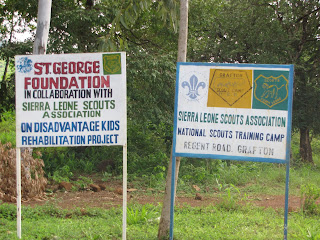 ST. GEORGE
FOUNDATION
IN COLLABORATION WITH
SIERRA LEONE SCOUTS
ASSOCIATION
ON DISADVANTAGE KIDS
REHABILITATION PROJECT
GRAFTON
SIERRA LEONE SCOUTS ASSOCIATION
NATIONAL SCOUTS TRAINING CAMP
REGENT ROAD, GRAFTON